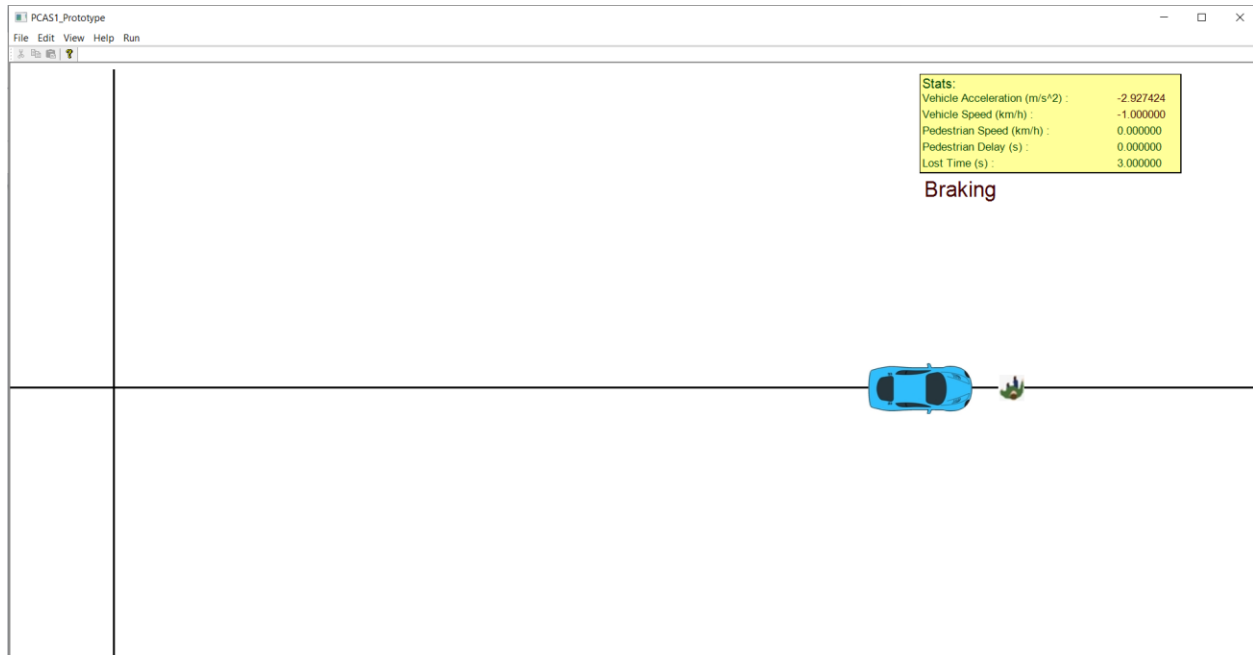 PCAS1_Prototype
File Edit View Help Run
Stats:
Vehicle Acceleration (m/s^2) : -2.927424
Vehicle Speed (km/h) : -1.000000
Pedestrian Speed (km/h) : 0.000000
Pedestrian Delay (s) : 0.000000
Lost Time (s) : 3.000000
Braking